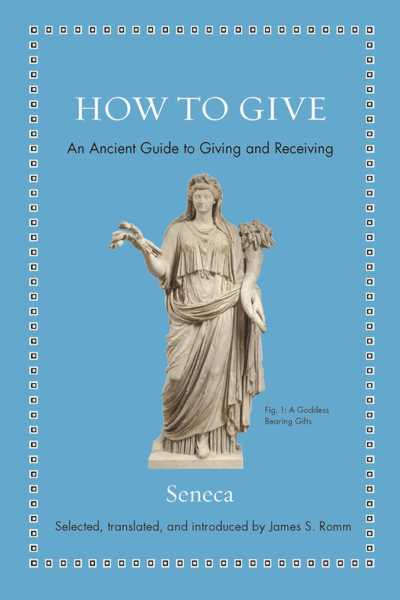 HOW TO GIVE
An Ancient Guide to Giving and Receiving
Fig. 1: A Goddess
Bearing Gifts
Seneca
Selected, translated, and introduced by James S. Romm